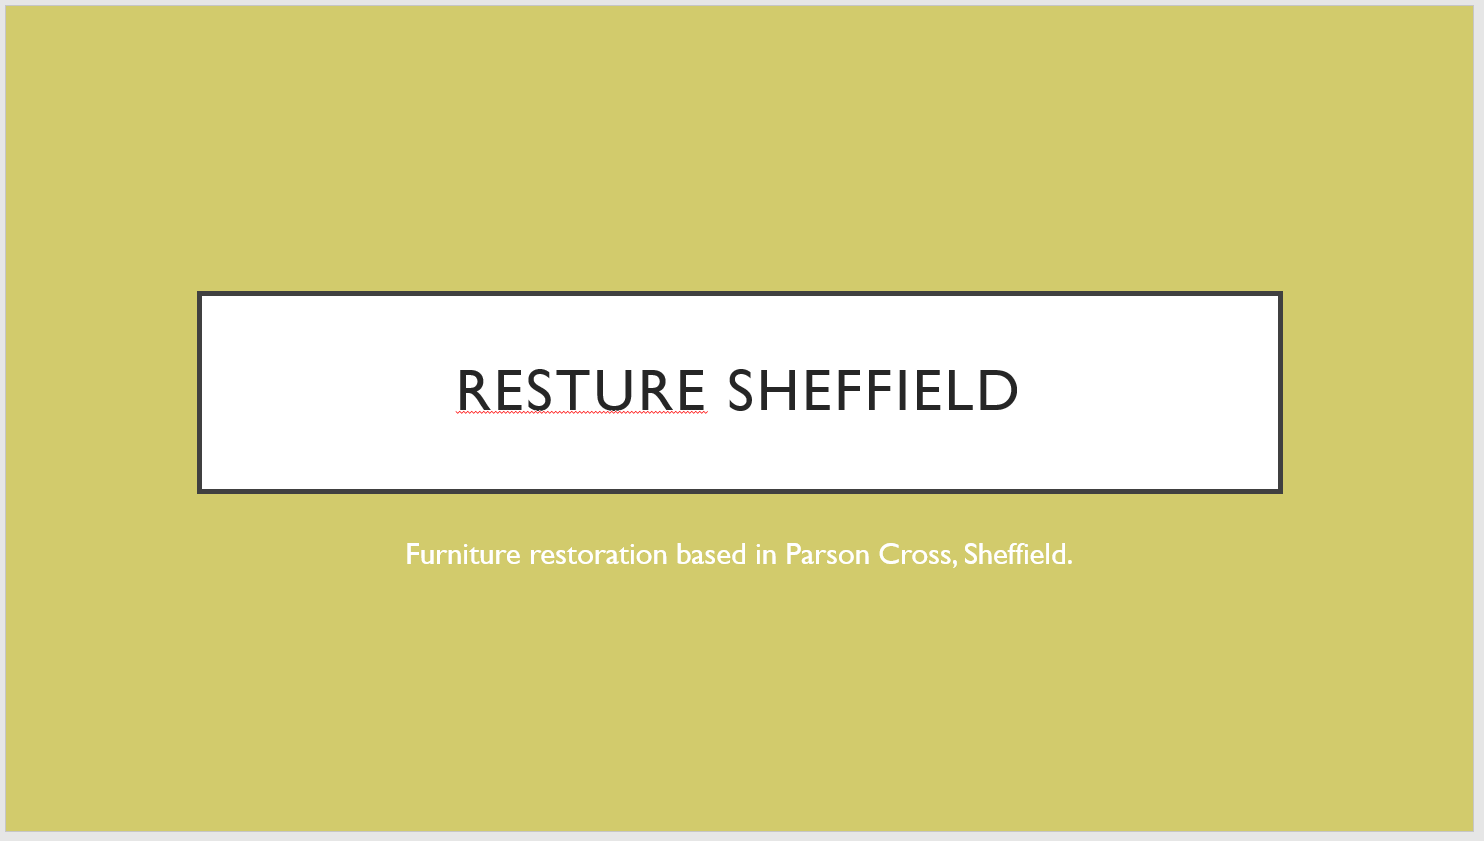 RESTURE SHEFFIELD
Furniture restoration based in Parson Cross, Sheffield.